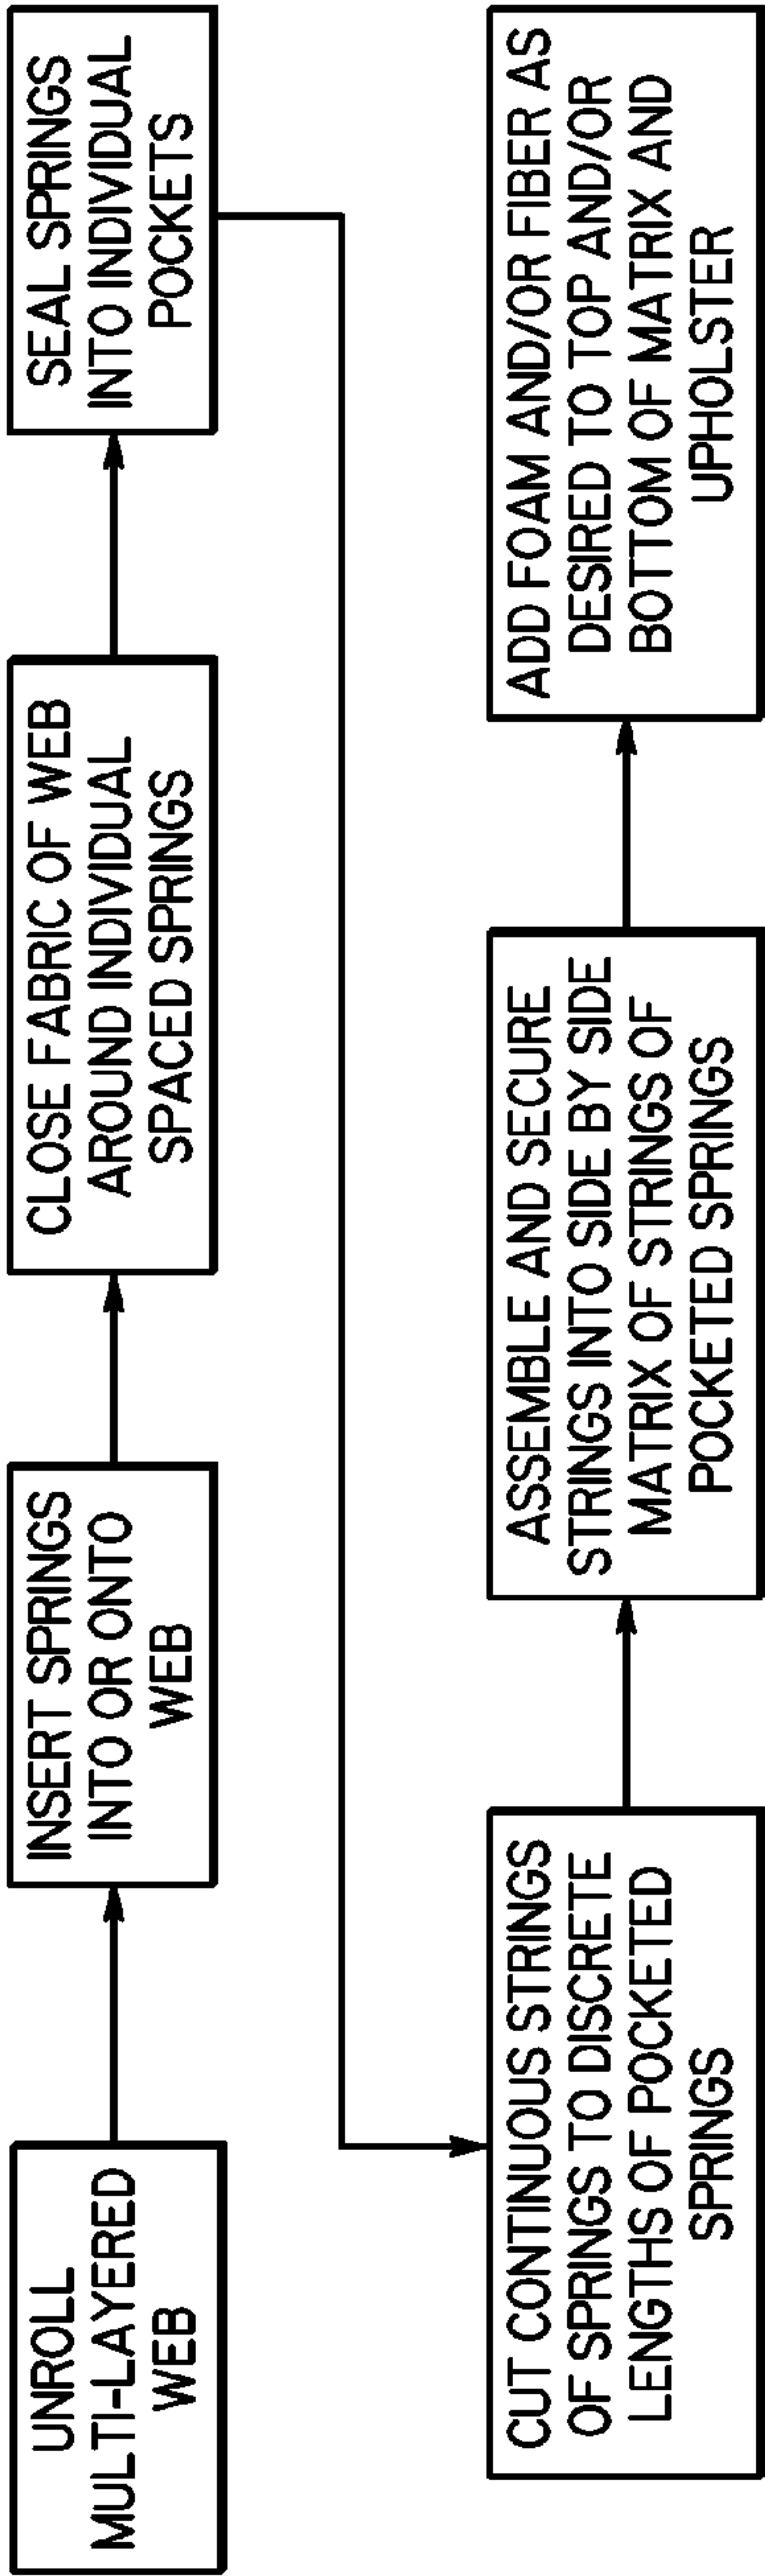 UNROLL
MULTI-LAYERED
WEB
INSERT SPRINGS
INTO OR ONTO
WEB
CLOSE FABRIC OF WEB
AROUND INDIVIDUAL
SPACED SPRINGS
SEAL SPRINGS
INTO INDIVIDUAL
POCKETS
CUT CONTINUOUS STRINGS
OF SPRINGS TO DISCRETE
LENGTHS OF POCKETED
SPRINGS
ASSEMBLE AND SECURE
STRINGS INTO SIDE BY SIDE
MATRIX OF STRINGS OF
POCKETED SPRINGS
ADD FOAM AND/OR FIBER AS
DESIRED TO TOP AND/OR
BOTTOM OF MATRIX AND
UPHOLSTER